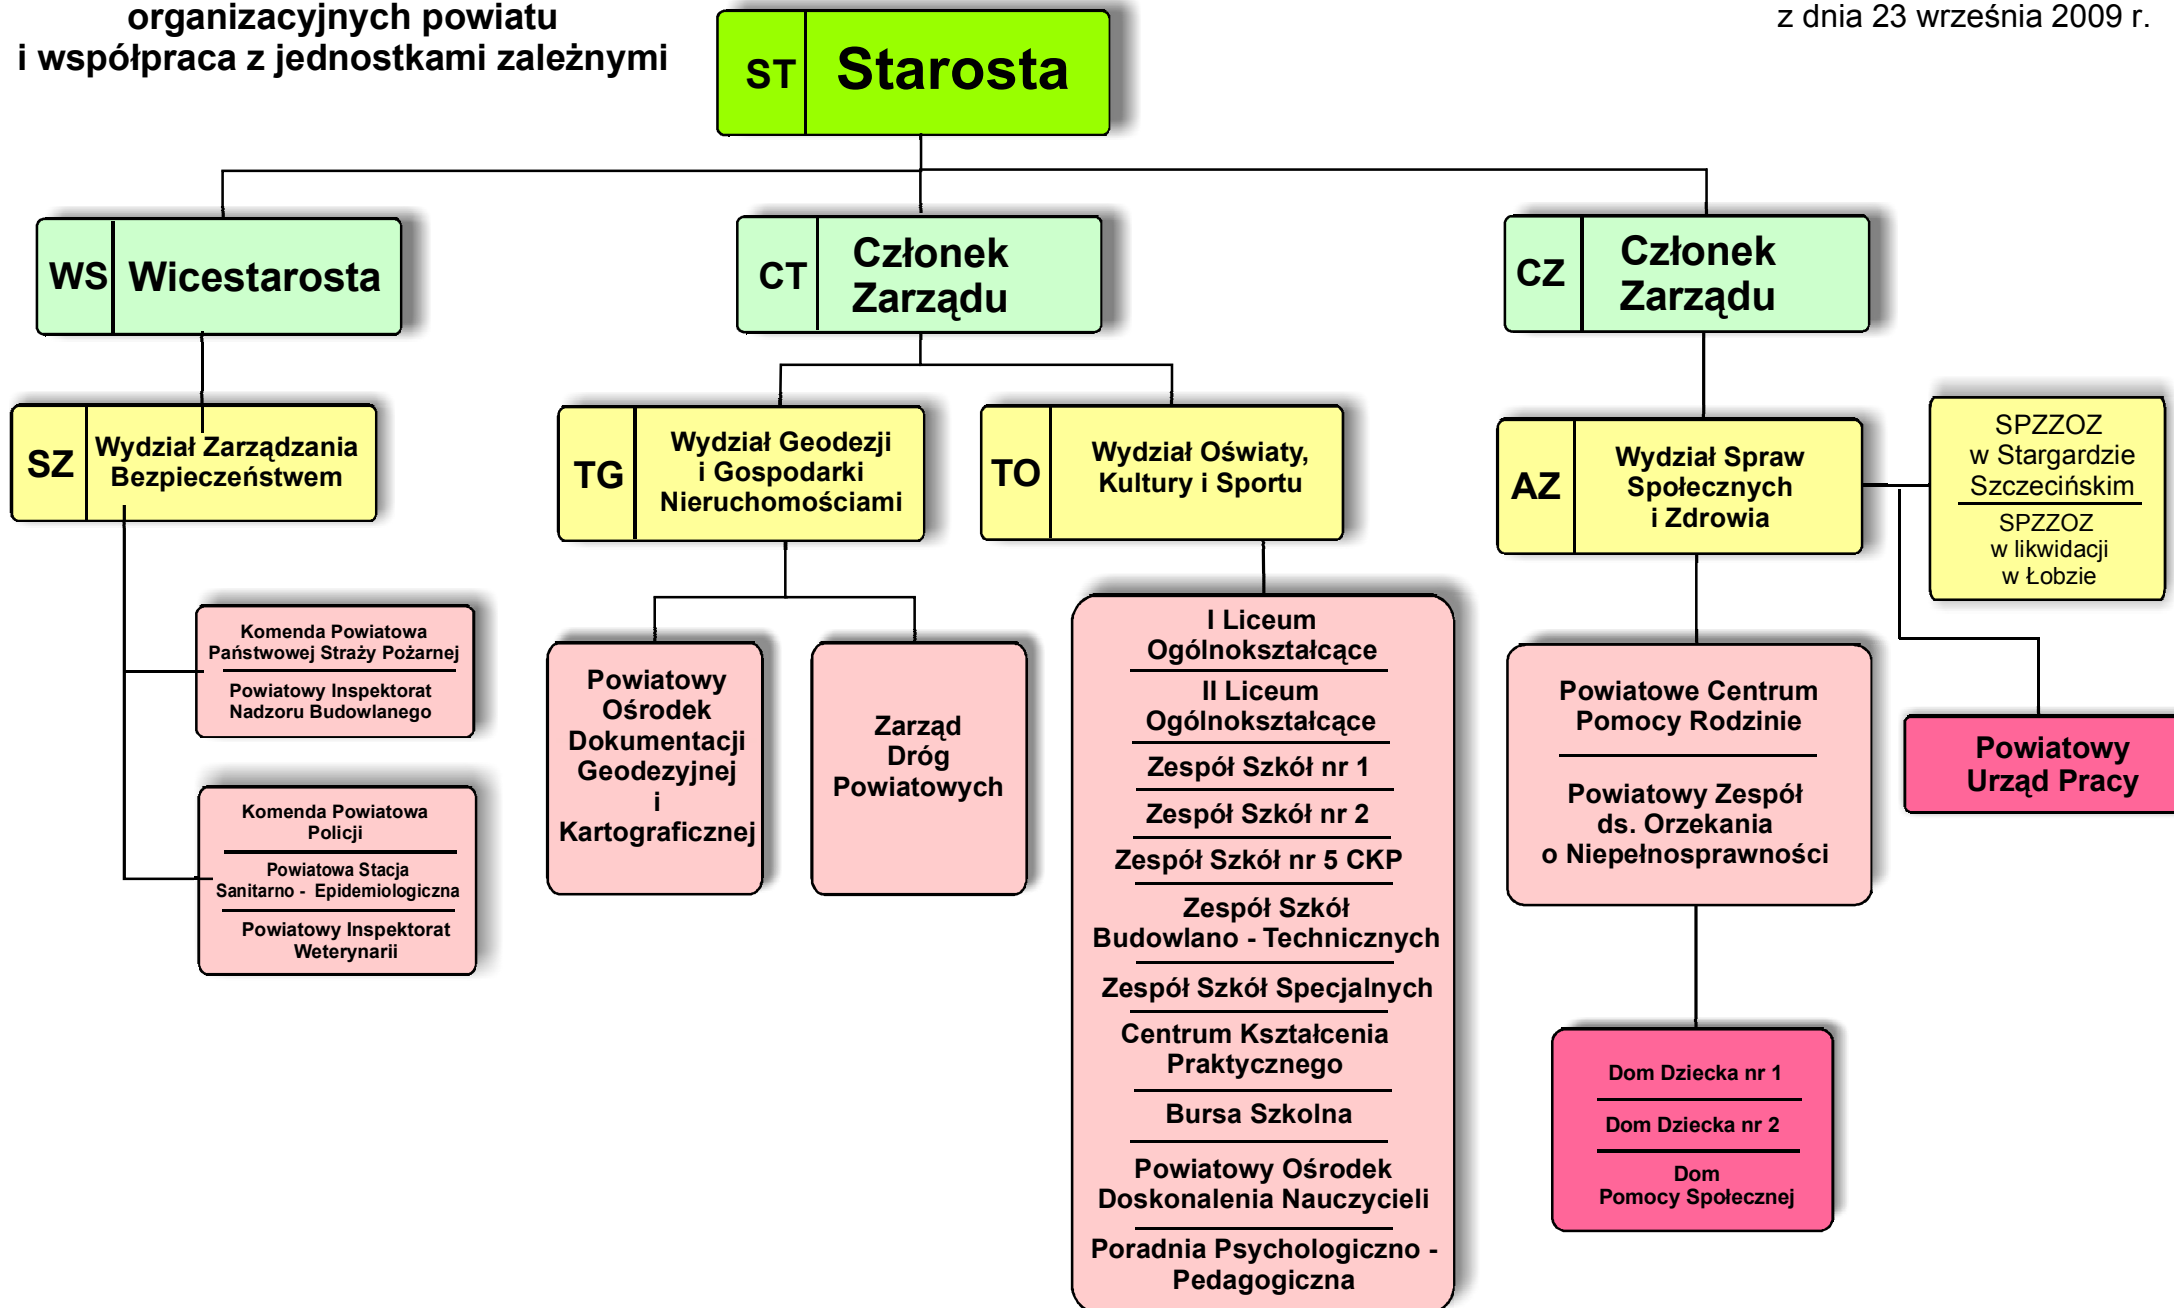 organizacyjnych powiatu
i współpraca z jednostkami zależnymi
z dnia 23 września 2009 r.
ST
Starosta
WS
Wicestarosta
CT
Członek
Zarządu
CZ
Członek
Zarządu
SZ
Wydział Zarządzania
Bezpieczeństwem
TG
Wydział Geodezji
i Gospodarki
Nieruchomościami
TO
Wydział Oświaty,
Kultury i Sportu
AZ
Wydział Spraw
Społecznych
i Zdrowia
SPZZOZ
w Stargardzie
Szczecińskim
SPZZOZ
w likwidacji
w Łobzie
Komenda Powiatowa
Państwowej Straży Pożarnej
Powiatowy Inspektorat
Nadzoru Budowlanego
Komenda Powiatowa
Policji
Powiatowa Stacja
Sanitarno - Epidemiologiczna
Powiatowy Inspektorat
Weterynarii
Powiatowy
Ośrodek
Dokumentacji
Geodezyjnej
i
Kartograficznej
Zarząd
Dróg
Powiatowych
I Liceum
Ogólnokształcące
II Liceum
Ogólnokształcące
Zespół Szkół nr 1
Zespół Szkół nr 2
Zespół Szkół nr 5 CKP
Zespół Szkół
Budowlano - Technicznych
Zespół Szkół Specjalnych
Centrum Kształcenia
Praktycznego
Bursa Szkolna
Powiatowy Ośrodek
Doskonalenia Nauczycieli
Poradnia Psychologiczno -
Pedagogiczna
Powiatowe Centrum
Pomocy Rodzinie
Powiatowy Zespół
ds. Orzekania
o Niepełnosprawności
Powiatowy
Urząd Pracy
Dom Dziecka nr 1
Dom Dziecka nr 2
Dom
Pomocy Społecznej